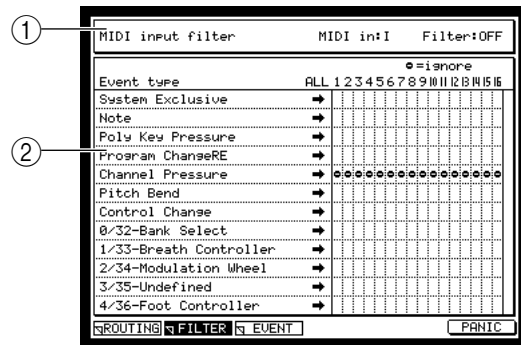 ①
MIDI input filter MIDI in:I Filter:OFF
=ignore
Event type ALL 1 2 3 4 5 6 7 8 9 10 11 12 13 14 15 16
System Exclusive
Note
Poly Key Pressure
②
Program ChangeRE
Channel Pressure
Pitch Bend
Control Change
0/32-Bank Select
1/33-Breath Controller
2/34-Modulation Wheel
3/35-Undefined
4/36-Foot Controller
ROUTING FILTER EVENT PANIC